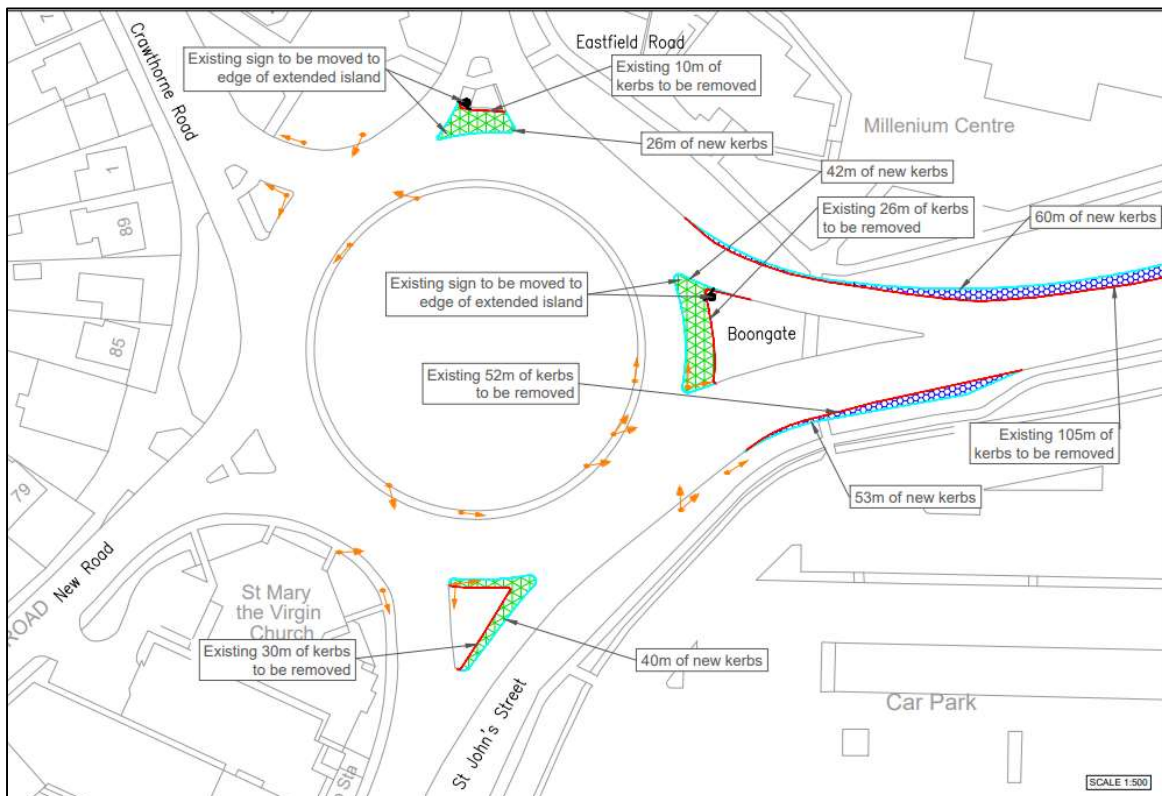 Crawthorne Road
Eastfield Road
Existing sign to be moved to
edge of extended island
Existing 10m of
kerbs to be removed
26m of new kerbs
Millenium Centre
42m of new kerbs
Existing 26m of kerbs
to be removed
60m of new kerbs
1
89
85
79
Existing sign to be moved to
edge of extended island
Boongate
Existing 52m of kerbs
to be removed
Existing 105m of
kerbs to be removed
53m of new kerbs
ROAD
New Road
St Mary
the Virgin
Church
Existing 30m of kerbs
to be removed
40m of new kerbs
St John's Street
Sta
Car Park
SCALE 1:500